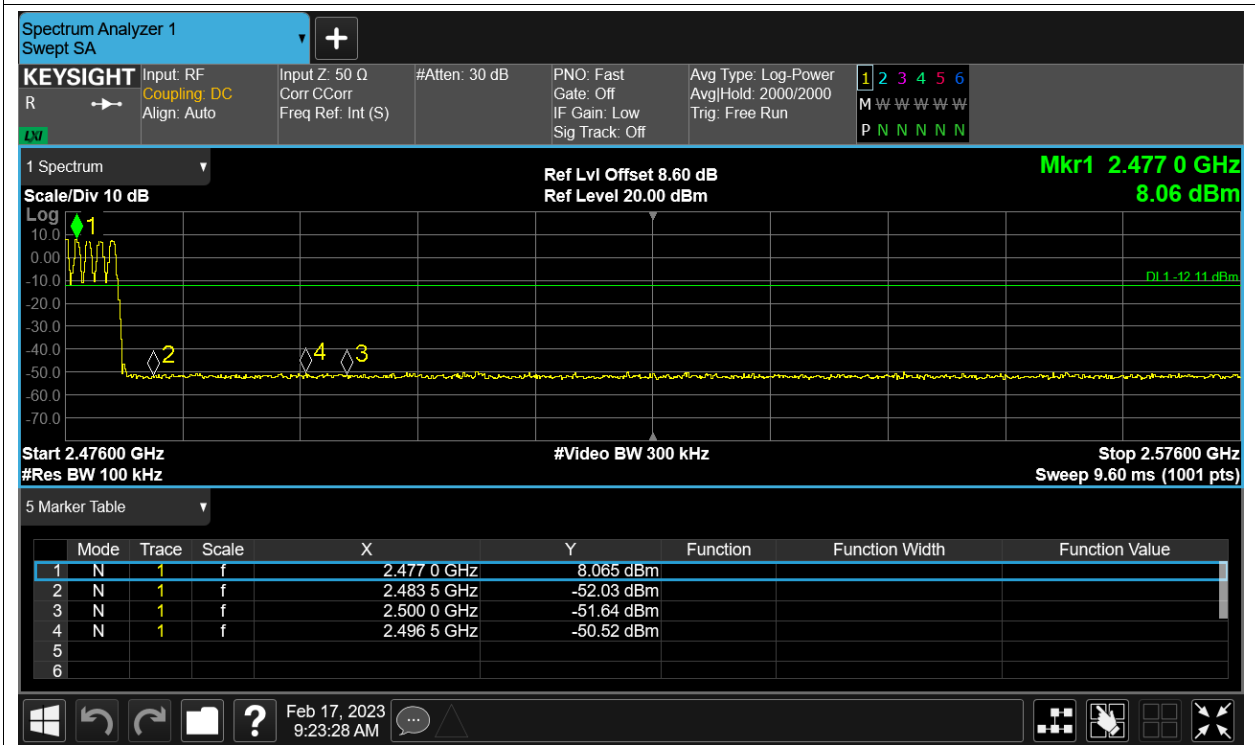 Spectrum Analyzer 1
Swept SA
+
KEYSIGHT
R
LXI
Input: RF
Coupling: DC
Align: Auto
Input Z: 50 Ω
Corr CCorr
Freq Ref: Int (S)
#Atten: 30 dB
PNO: Fast
Gate: Off
IF Gain: Low
Sig Track: Off
Avg Type: Log-Power
Avg|Hold: 2000/2000
Trig: Free Run
1 2 3 4 5 6
M W W W W W
P N N N N N
1 Spectrum
Scale/Div 10 dB
Ref Lvl Offset 8.60 dB
Ref Level 20.00 dBm
Mkr1 2.477 0 GHz
8.06 dBm
Log
10.0
0.00
-10.0
-20.0
-30.0
-40.0
-50.0
-60.0
-70.0
1
2
4
3
DL1 -12.11 dBm
Start 2.47600 GHz
#Res BW 100 kHz
#Video BW 300 kHz
Stop 2.57600 GHz
Sweep 9.60 ms (1001 pts)
5 Marker Table
Mode Trace Scale X Y Function Function Width Function Value
1 N 1 f 2.477 0 GHz 8.065 dBm
2 N 1 f 2.483 5 GHz -52.03 dBm
3 N 1 f 2.500 0 GHz -51.64 dBm
4 N 1 f 2.496 5 GHz -50.52 dBm
5
6
?
Feb 17, 2023
9:23:28 AM